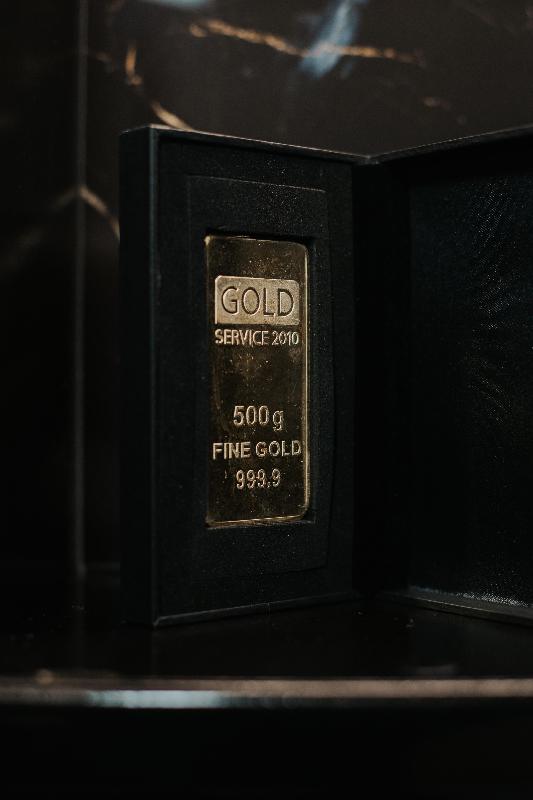 GOLD
SERVICE 2010
500g
FINE GOLD
999,9